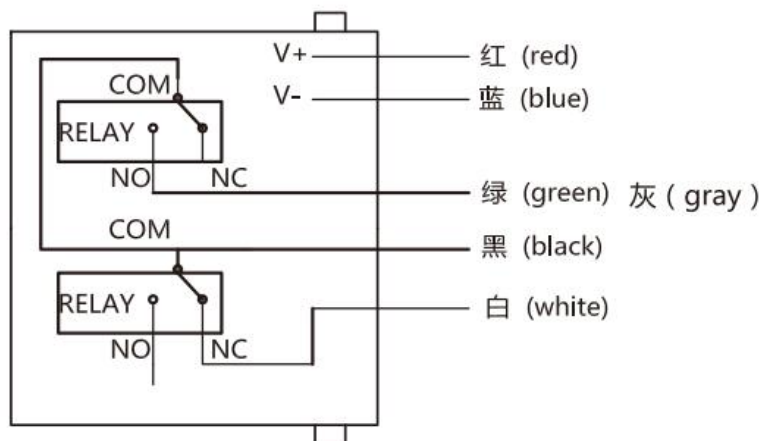 V+ 红 (red)
COM V- 蓝 (blue)
RELAY
NO NC 绿 (green) 灰 ( gray )
COM 黑 (black)
RELAY 白 (white)
NO NC